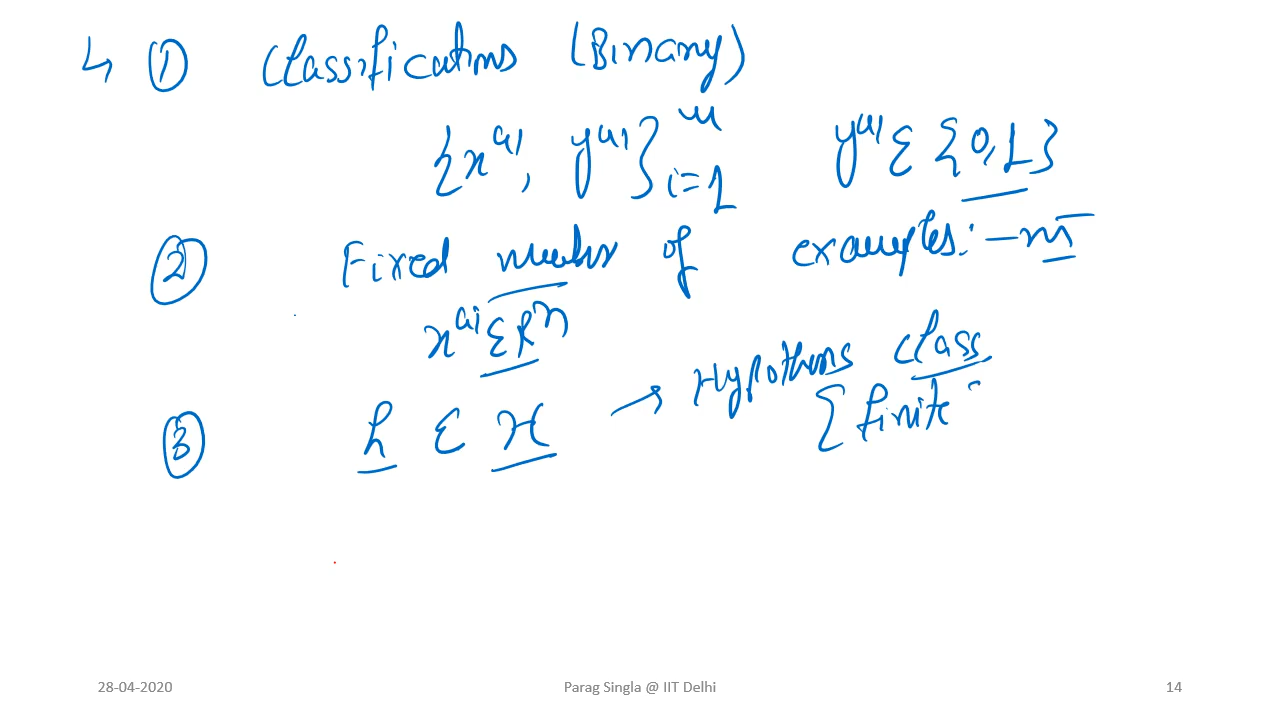 ↳ ① Classifications (Binary)
{x^(i), y^(i)}_{i=1}^m y^(i) ∈ {0,1}
② Fixed number of examples:- m
x^(i) ∈ R^n
→ Hypothesis class
③ h ∈ H {finite
28-04-2020 Parag Singla @ IIT Delhi 14